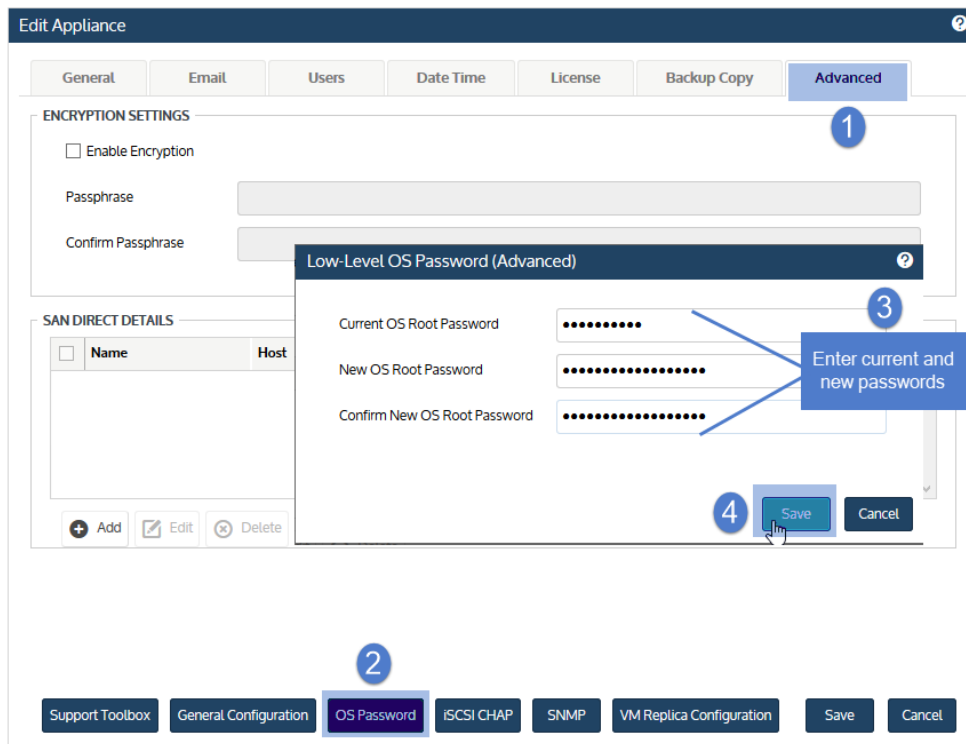 Edit Appliance
?
General Email Users Date Time License Backup Copy Advanced
1
ENCRYPTION SETTINGS
Enable Encryption
Passphrase
Confirm Passphrase
Low-Level OS Password (Advanced)
?
3
SAN DIRECT DETAILS
Name Host
Current OS Root Password ••••••••••
New OS Root Password ••••••••••••••••••
Confirm New OS Root Password ••••••••••••••••••
Enter current and
new passwords
4
Save Cancel
Add Edit Delete
2
Support Toolbox General Configuration OS Password iSCSI CHAP SNMP VM Replica Configuration Save Cancel